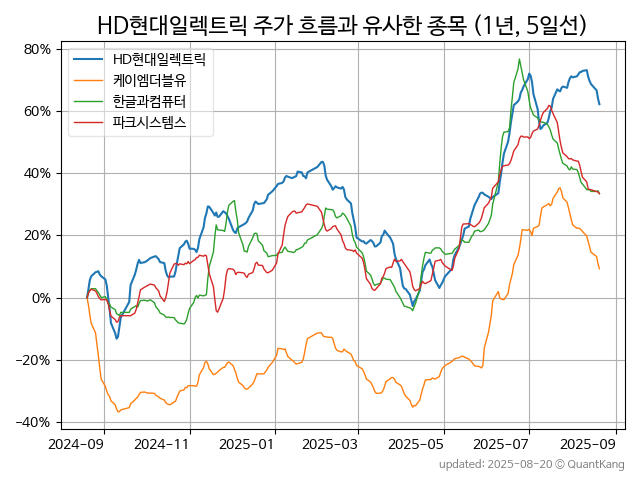 HD현대일렉트릭 주가 흐름과 유사한 종목 (1년, 5일선)
HD현대일렉트릭
케이엠더블유
한글과컴퓨터
파크시스템스
80%
60%
40%
20%
0%
−20%
−40%
2024-09 2024-11 2025-01 2025-03 2025-05 2025-07 2025-09
updated: 2025-08-20 © QuantKang